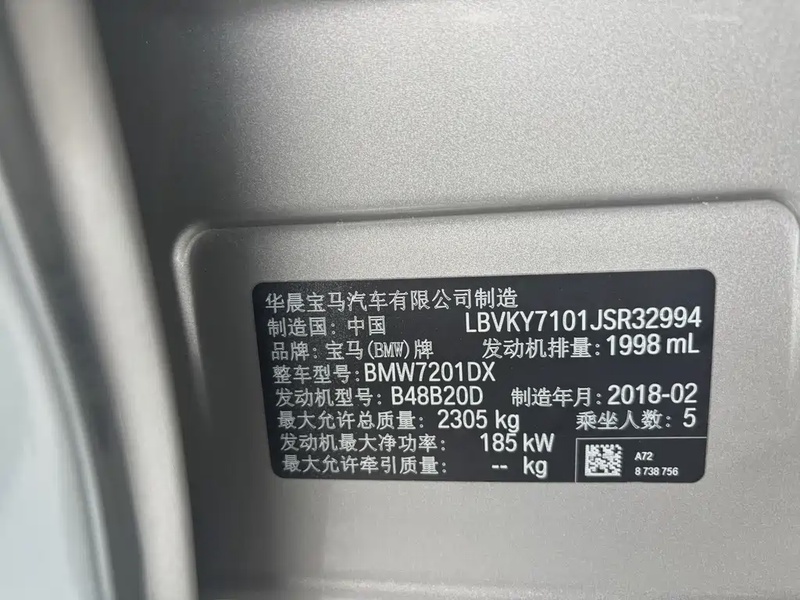 华晨宝马汽车有限公司制造
制造国: 中国 LBVKY7101JSR32994
品牌: 宝马(BMW)牌 发动机排量: 1998 mL
整车型号: BMW7201DX
发动机型号: B48B20D 制造年月: 2018-02
最大允许总质量: 2305 kg 乘坐人数: 5
发动机最大净功率: 185 kW
最大允许牵引质量: -- kg
A72
8 738 756